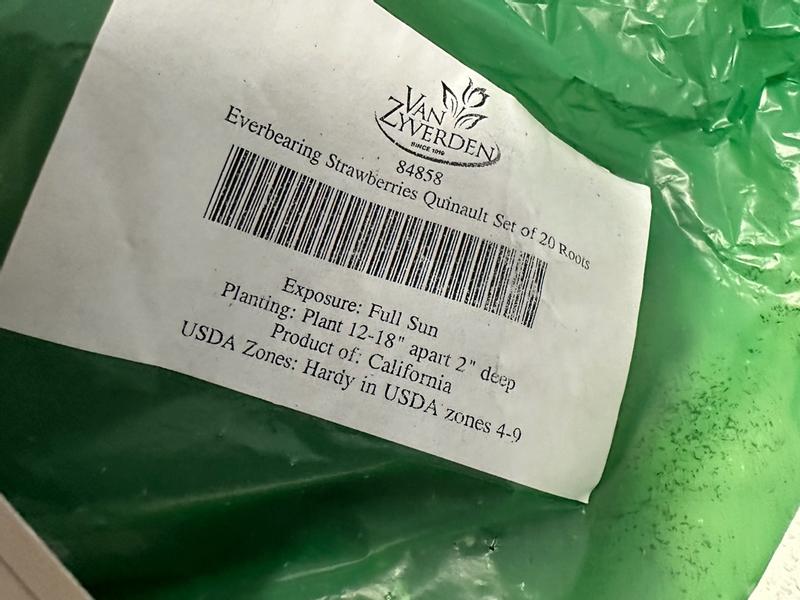 VAN
ZYVERDEN
SINCE 1919
84858
Everbearing Strawberries Quinault Set of 20 Roots
Exposure: Full Sun
Planting: Plant 12-18" apart 2" deep
Product of: California
USDA Zones: Hardy in USDA zones 4-9